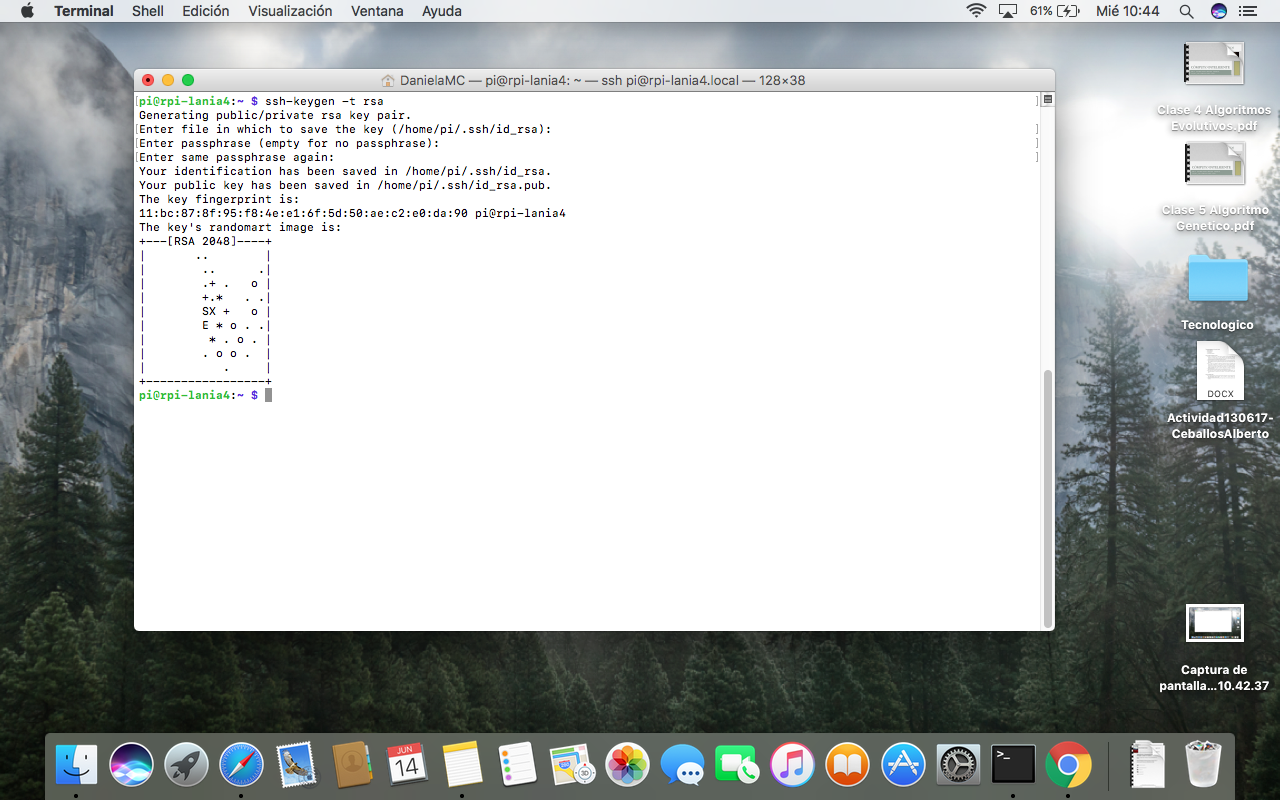 Terminal Shell Edición Visualización Ventana Ayuda 61% Mié 10:44
DanielaMC — pi@rpi-lania4: ~ — ssh pi@rpi-lania4.local — 128×38
[pi@rpi-lania4:~ $ ssh-keygen -t rsa ]
Generating public/private rsa key pair.
[Enter file in which to save the key (/home/pi/.ssh/id_rsa): ]
[Enter passphrase (empty for no passphrase): ]
[Enter same passphrase again: ]
Your identification has been saved in /home/pi/.ssh/id_rsa.
Your public key has been saved in /home/pi/.ssh/id_rsa.pub.
The key fingerprint is:
11:bc:87:8f:95:f8:4e:e1:6f:5d:50:ae:c2:e0:da:90 pi@rpi-lania4
The key's randomart image is:
+---[RSA 2048]----+
|       ..        |
|        ..      .|
|        .+ .   o |
|        +.*   . .|
|        SX +   o |
|        E * o . .|
|         * . o . |
|        . o o .  |
|           .     |
+-----------------+
pi@rpi-lania4:~ $
Clase 4 Algoritmos
Evolutivos.pdf
Clase 5 Algoritmo
Genetico.pdf
Tecnologico
DOCX
Actividad130617-
CeballosAlberto
Captura de
pantalla...10.42.37
JUN
14
3D
>_